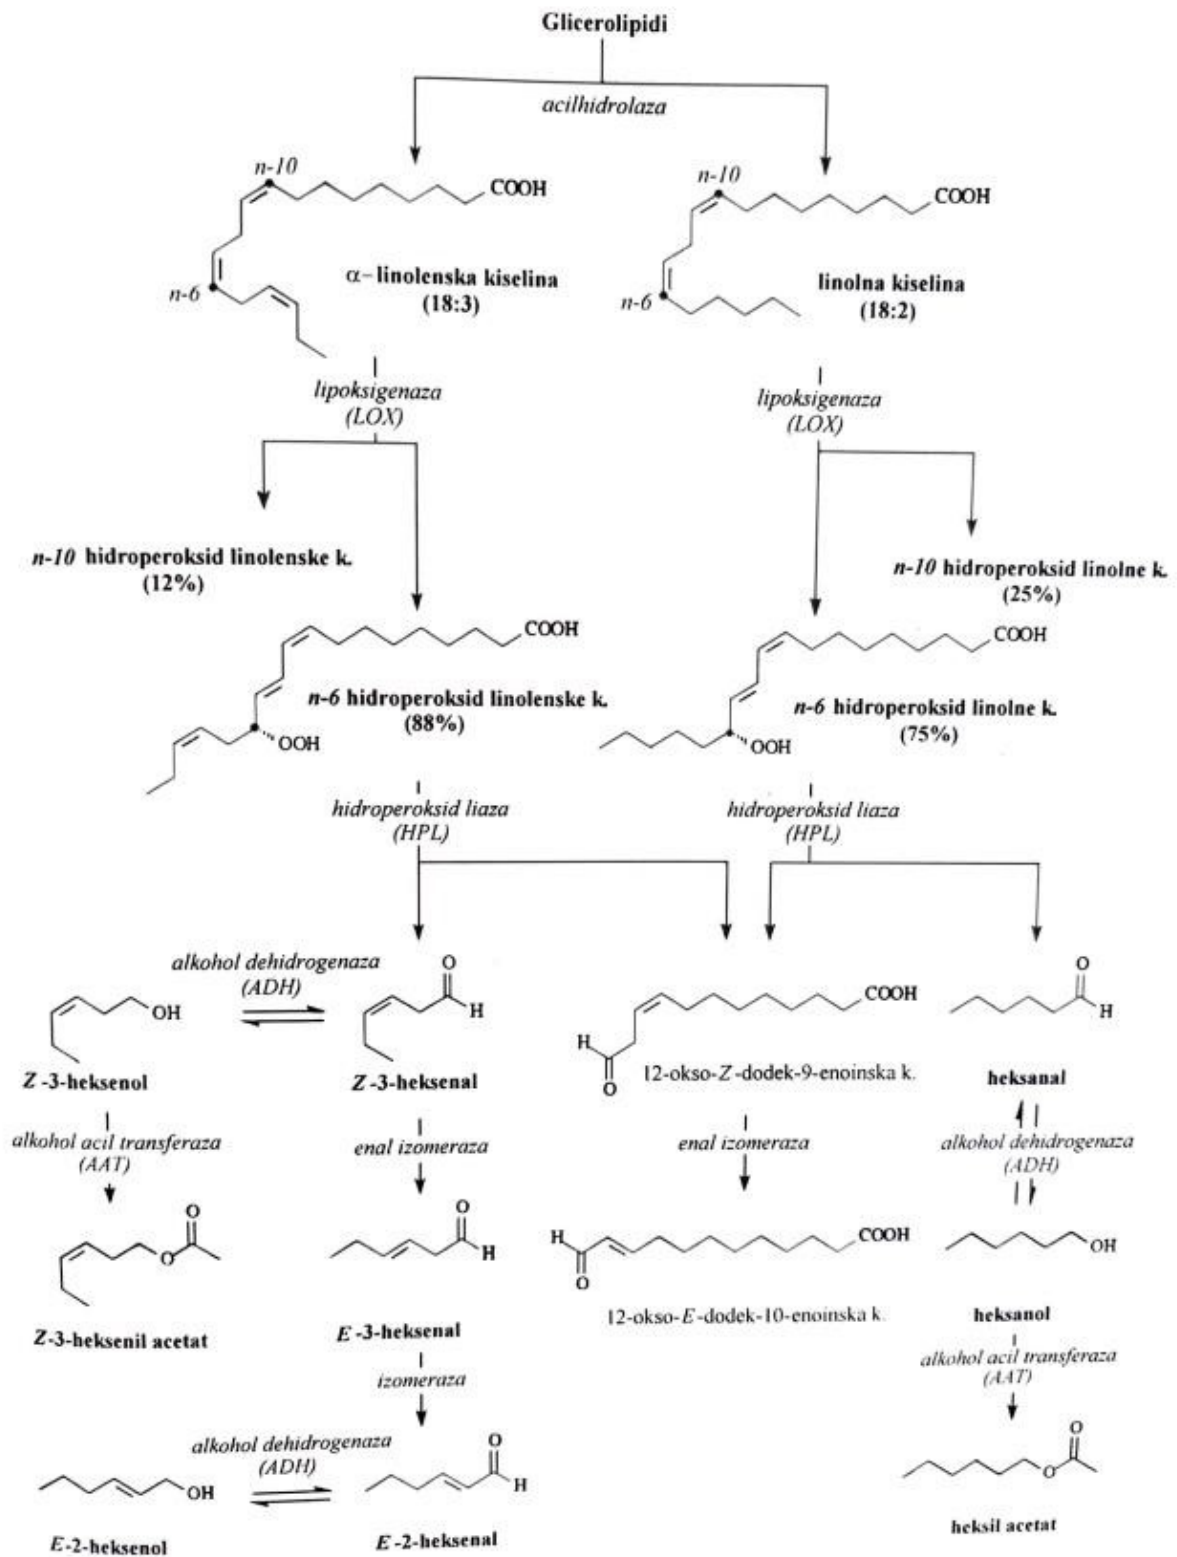 Glicerolipidi
acilhidrolaza
n-10
COOH
n-6
α-linolenska kiselina
(18:3)
n-10
COOH
n-6
linolna kiselina
(18:2)
lipoksigenaza
(LOX)
lipoksigenaza
(LOX)
n-10 hidroperoksid linolenske k.
(12%)
n-10 hidroperoksid linolne k.
(25%)
COOH
n-6 hidroperoksid linolenske k.
(88%)
OOH
COOH
n-6 hidroperoksid linolne k.
(75%)
OOH
hidroperoksid liaza
(HPL)
hidroperoksid liaza
(HPL)
OH
Z-3-heksenol
alkohol dehidrogenaza
(ADH)
O
H
Z-3-heksenal
COOH
H
O
12-okso-Z-dodek-9-enoinska k.
O
H
heksanal
alkohol acil transferaza
(AAT)
enal izomeraza
enal izomeraza
alkohol dehidrogenaza
(ADH)
O
O
Z-3-heksenil acetat
O
H
E-3-heksenal
H
O
COOH
12-okso-E-dodek-10-enoinska k.
OH
heksanol
izomeraza
alkohol acil transferaza
(AAT)
OH
E-2-heksenol
alkohol dehidrogenaza
(ADH)
O
H
E-2-heksenal
O
O
heksil acetat